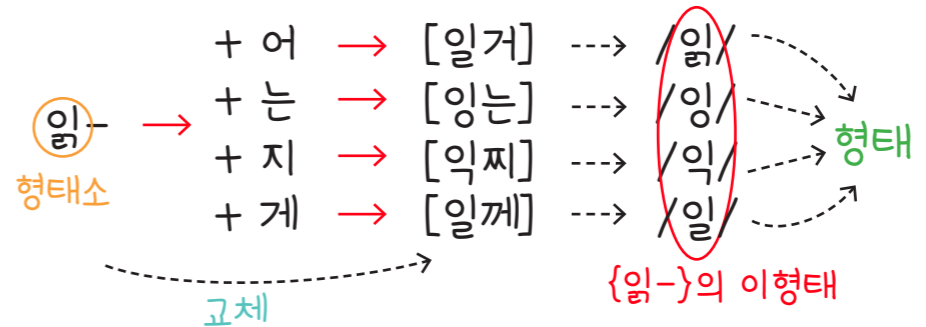 + 어 → [일거] ⇢ /읽/
+ 는 → [잉는] ⇢ /잉/
읽-
형태
+ 지 → [익찌] ⇢ /익/
형태소
+ 게 → [일께] ⇢ /일/
{읽-}의 이형태
교체